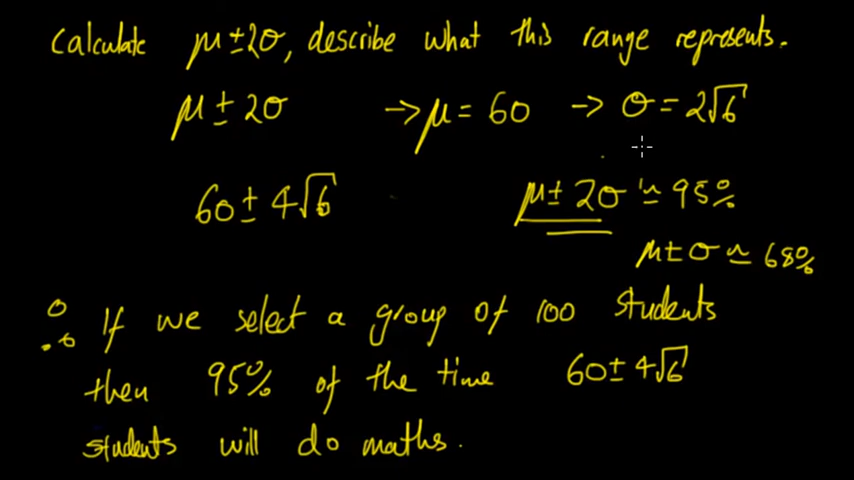 Calculate μ±2σ, describe what this range represents.
μ±2σ → μ = 60 → σ = 2√6
60 ± 4√6 μ± 2σ ≃ 95%
μ±σ ≃ 68%
∴ If we select a group of 100 students
then 95% of the time 60 ± 4√6
students will do maths.